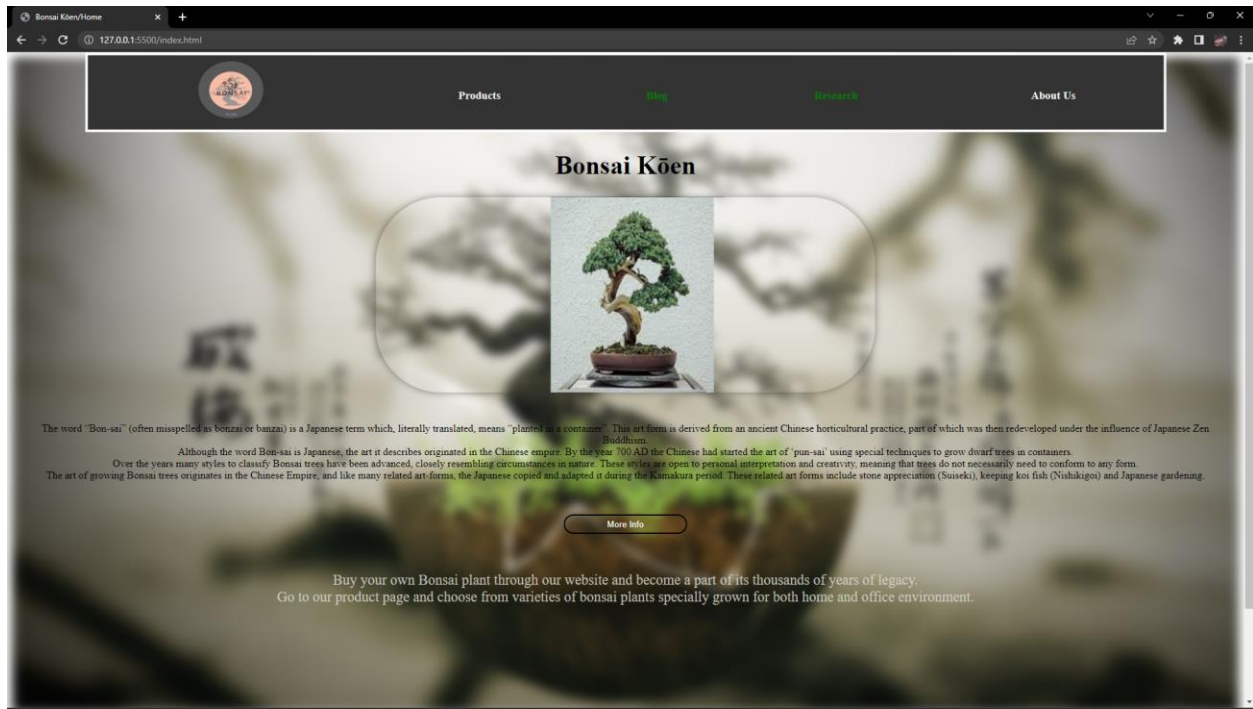 Bonsai Kōen/Home
127.0.0.1:5500/index.html
BONSAI
Products
Blog
Research
About Us
Bonsai Kōen
The word "Bon-sai" (often misspelled as bonzai or banzai) is a Japanese term which, literally translated, means "planted in a container". This art form is derived from an ancient Chinese horticultural practice, part of which was then redeveloped under the influence of Japanese Zen
Buddhism.
Although the word Bon-sai is Japanese, the art it describes originated in the Chinese empire. By the year 700 AD the Chinese had started the art of 'pun-sai' using special techniques to grow dwarf trees in containers.
Over the years many styles to classify Bonsai trees have been advanced, closely resembling circumstances in nature. These styles are open to personal interpretation and creativity, meaning that trees do not necessarily need to conform to any form.
The art of growing Bonsai trees originates in the Chinese Empire, and like many related art-forms, the Japanese copied and adapted it during the Kamakura period. These related art forms include stone appreciation (Suiseki), keeping koi fish (Nishikigoi) and Japanese gardening.
More Info
Buy your own Bonsai plant through our website and become a part of its thousands of years of legacy.
Go to our product page and choose from varieties of bonsai plants specially grown for both home and office environment.